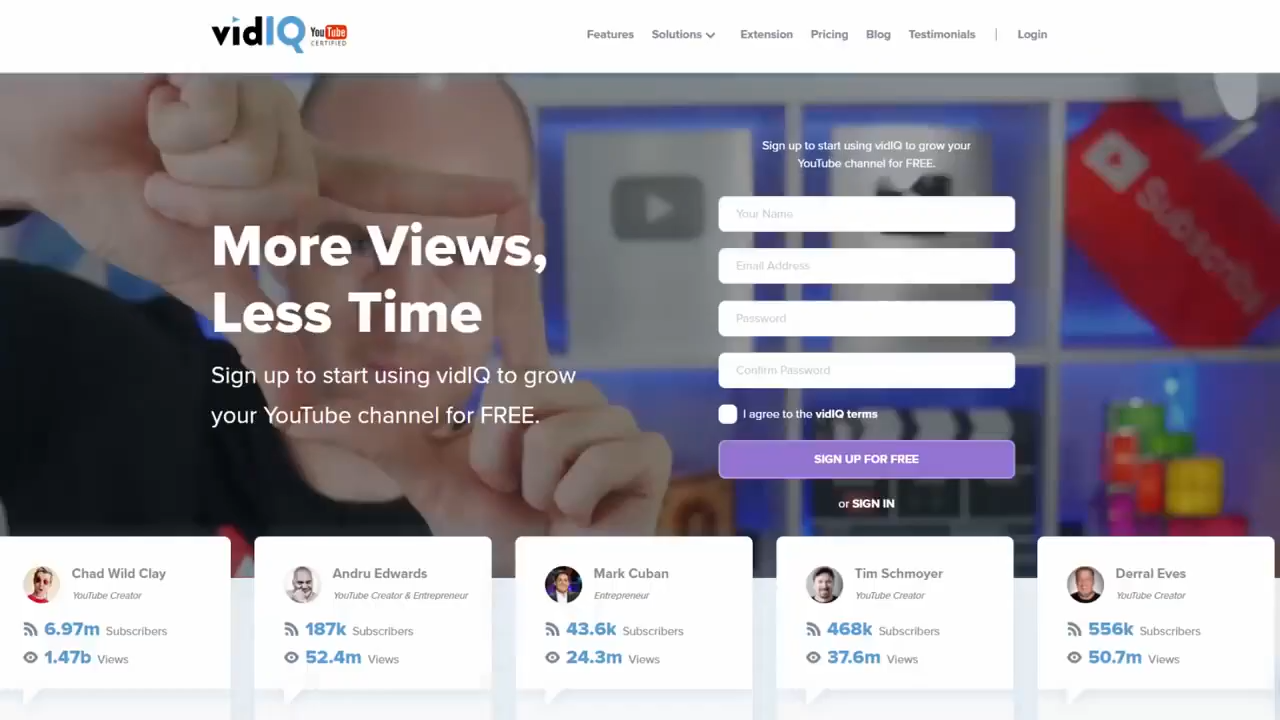 vidIQ YouTube CERTIFIED
Features Solutions Extension Pricing Blog Testimonials | Login
More Views,
Less Time
Sign up to start using vidIQ to grow
your YouTube channel for FREE.
Sign up to start using vidIQ to grow your
YouTube channel for FREE.
Your Name
Email Address
Password
Confirm Password
I agree to the vidIQ terms
SIGN UP FOR FREE
or SIGN IN
Subscribe
Chad Wild Clay
YouTube Creator
6.97m Subscribers
1.47b Views
Andru Edwards
YouTube Creator & Entrepreneur
187k Subscribers
52.4m Views
Mark Cuban
Entrepreneur
43.6k Subscribers
24.3m Views
Tim Schmoyer
YouTube Creator
468k Subscribers
37.6m Views
Derral Eves
YouTube Creator
556k Subscribers
50.7m Views